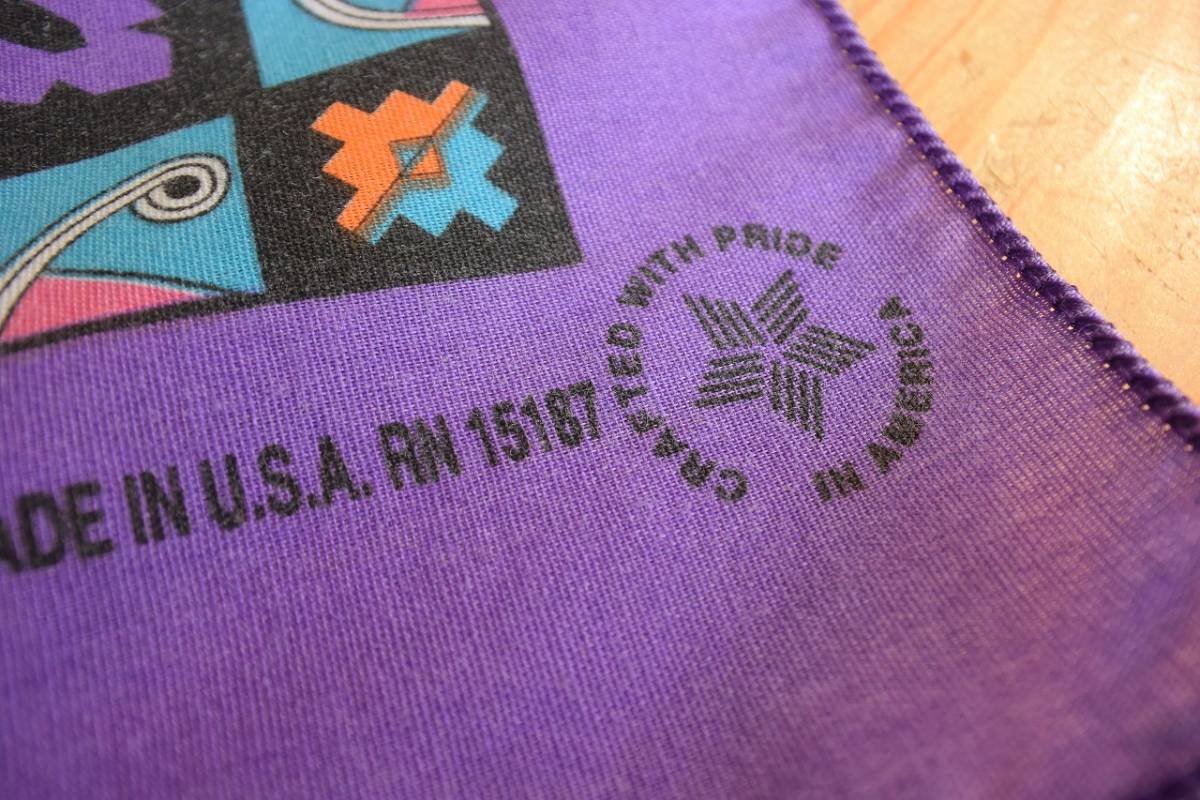 ADE IN U.S.A. RN 15187
CRAFTED WITH PRIDE
IN AMERICA